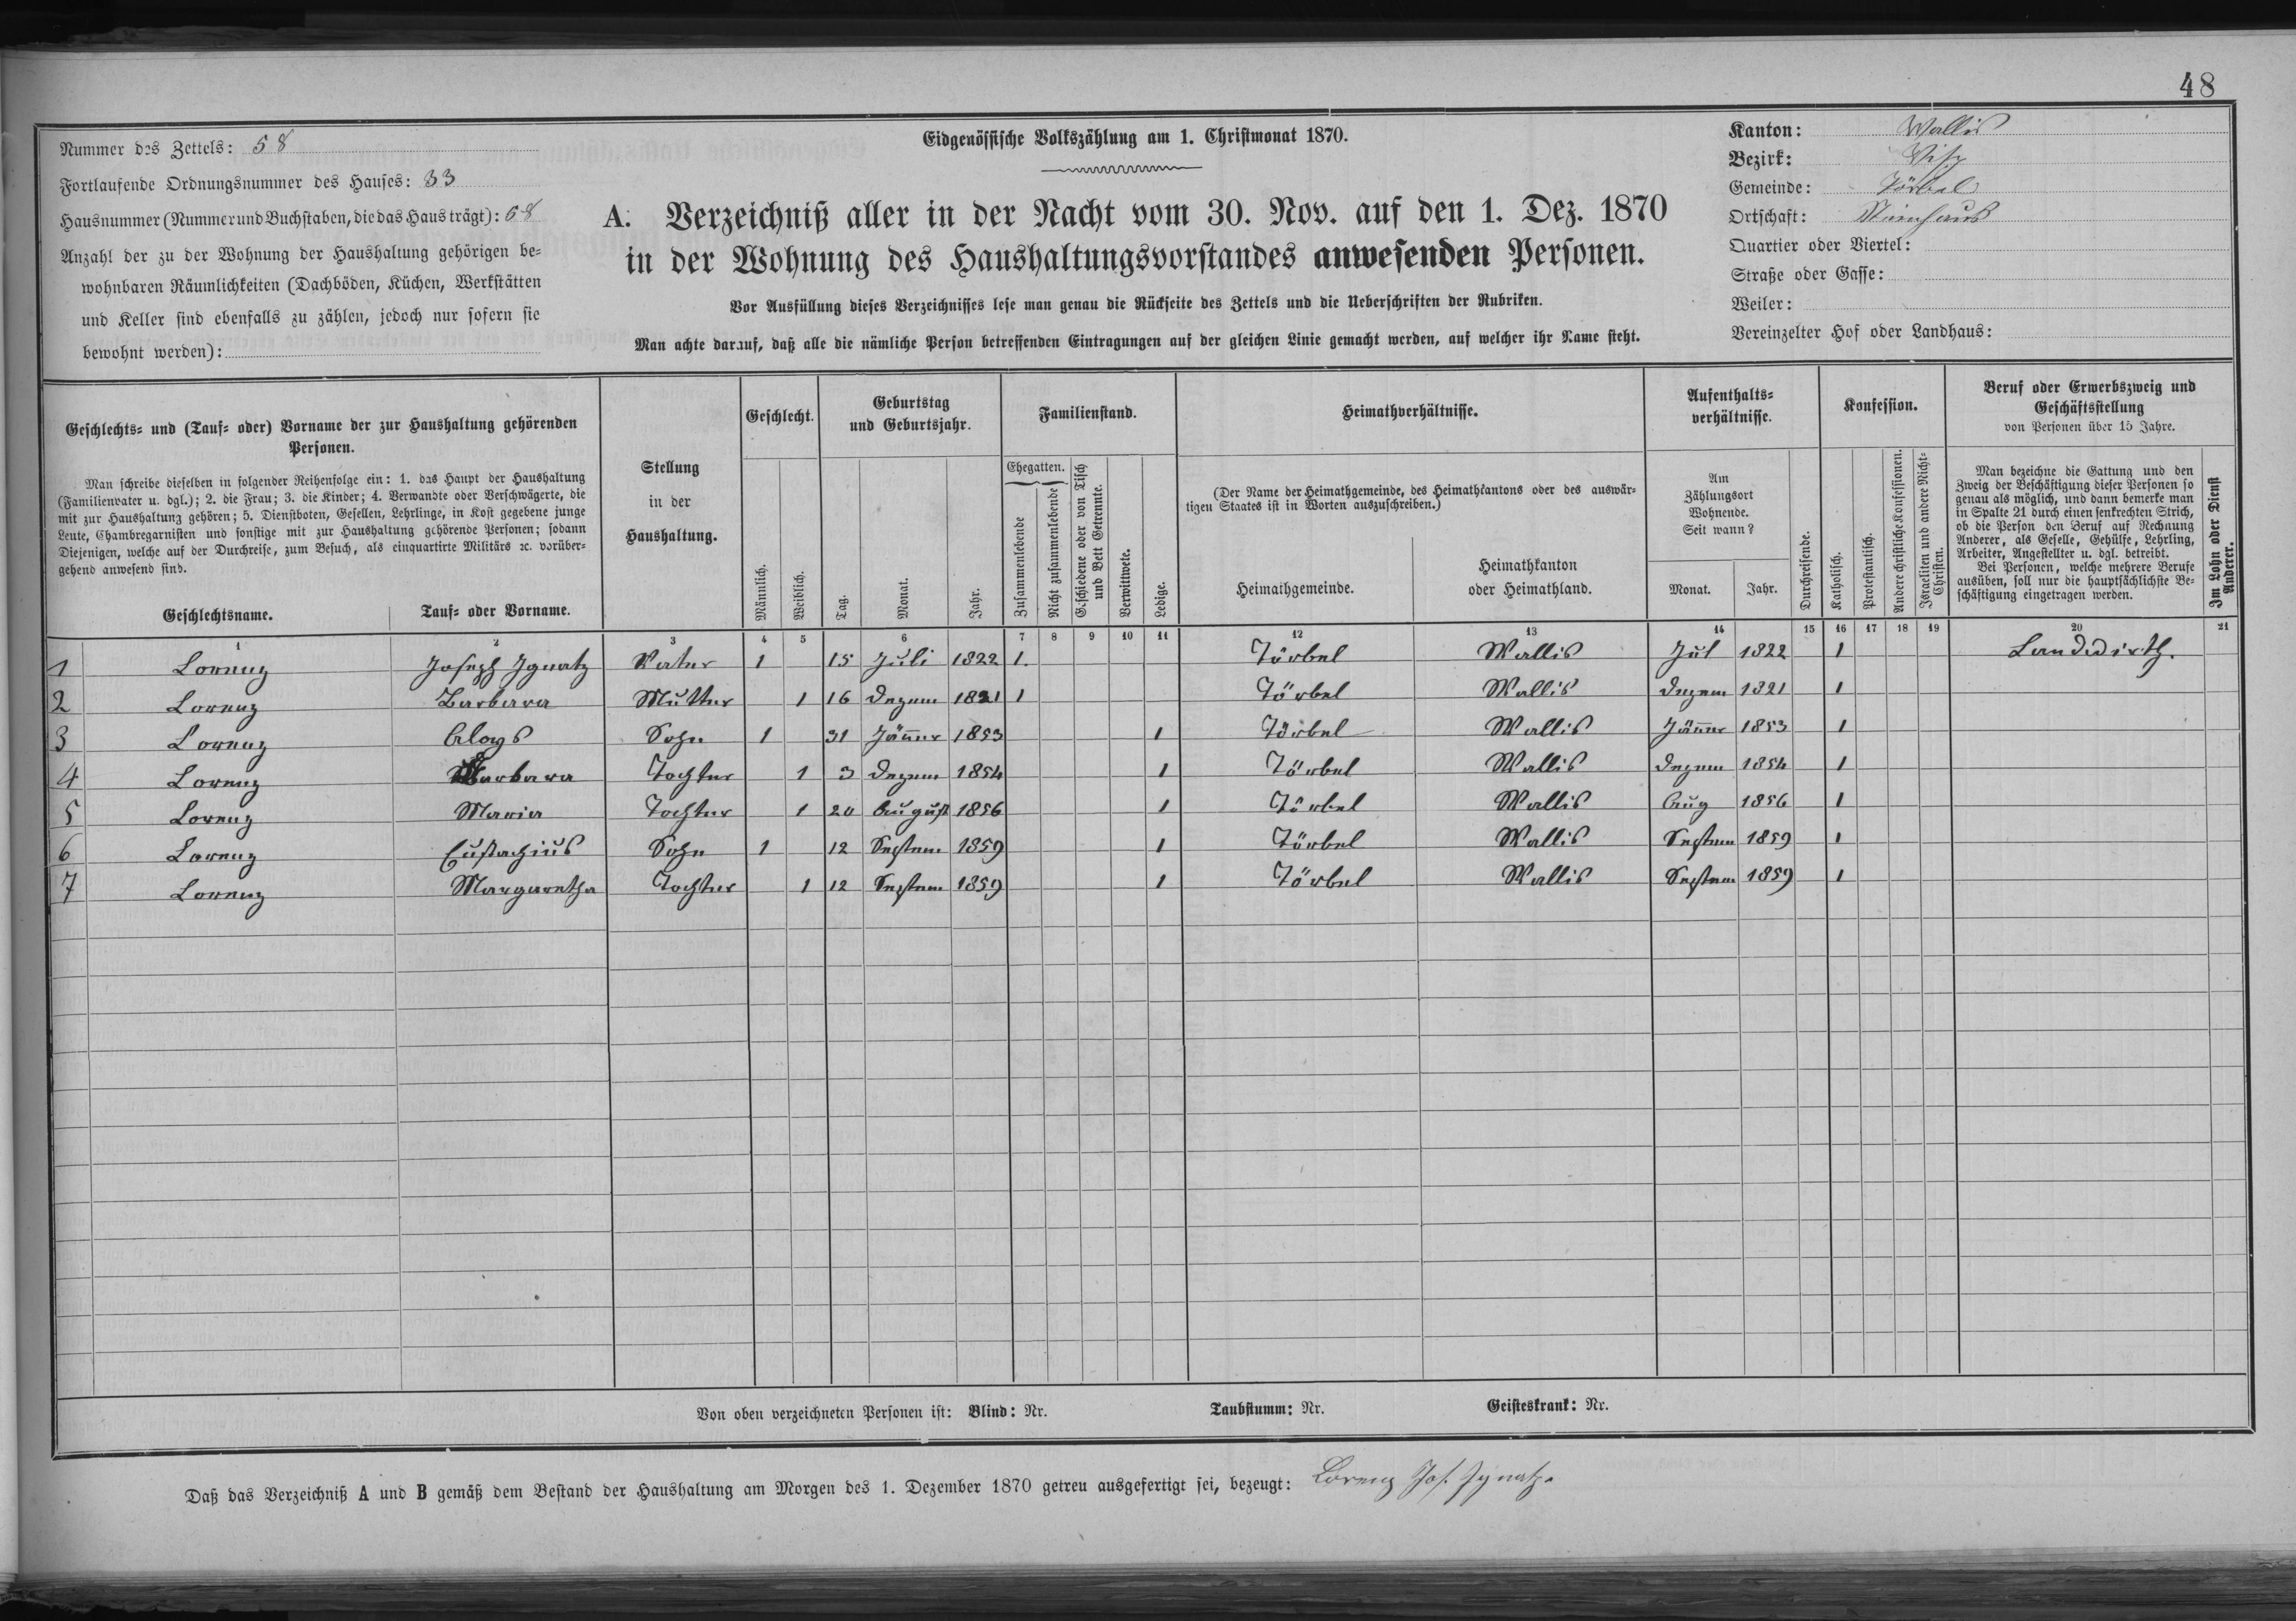 48
Nummer des Zettels: 58
Fortlaufende Ordnungsnummer des Hauses: 33
Hausnummer (Nummer und Buchstaben, die das Haus trägt): 58
Anzahl der zu der Wohnung der Haushaltung gehörigen be-
wohnbaren Räumlichkeiten (Dachböden, Küchen, Werkstätten
und Keller sind ebenfalls zu zählen, jedoch nur sofern sie
bewohnt werden):
Eidgenössische Volkszählung am 1. Christmonat 1870.
A. Verzeichniß aller in der Nacht vom 30. Nov. auf den 1. Dez. 1870
in der Wohnung des Haushaltungsvorstandes anwesenden Personen.
Vor Ausfüllung dieses Verzeichnisses lese man genau die Rückseite des Zettels und die Ueberschriften der Rubriken.
Man achte darauf, daß alle die nämliche Person betreffenden Eintragungen auf der gleichen Linie gemacht werden, auf welcher ihr Name steht.
Kanton: Wallis
Bezirk: Visp
Gemeinde: Törbel
Ortschaft:
Quartier oder Viertel:
Straße oder Gasse:
Weiler:
Vereinzelter Hof oder Landhaus:
Geschlechts- und (Tauf- oder) Vorname der zur Haushaltung gehörenden
Personen.
Man schreibe dieselben in folgender Reihenfolge ein: 1. das Haupt der Haushaltung
(Familienvater u. dgl.); 2. die Frau; 3. die Kinder; 4. Verwandte oder Verschwägerte, die
mit zur Haushaltung gehören; 5. Dienstboten, Gesellen, Lehrlinge, in Kost gegebene junge
Leute, Chambregarnisten und sonstige mit zur Haushaltung gehörende Personen; sodann
Diejenigen, welche auf der Durchreise, zum Besuch, als einquartirte Militärs ꝛc. vorüber-
gehend anwesend sind.
Geschlechtsname. Tauf- oder Vorname.
Stellung
in der
Haushaltung.
Geschlecht.
Männlich. Weiblich.
Geburtstag
und Geburtsjahr.
Tag. Monat. Jahr.
Familienstand.
Ehegatten.
Zusammenlebende
Nicht zusammenlebende
Geschiedene oder von Tisch
und Bett Getrennte.
Verwittwete.
Ledige.
Heimathverhältnisse.
(Der Name der Heimathgemeinde, des Heimathkantons oder des auswär-
tigen Staates ist in Worten auszuschreiben.)
Heimathgemeinde.
Heimathkanton
oder Heimathland.
Aufenthalts-
verhältnisse.
Am
Zählungsort
Wohnende.
Seit wann?
Monat. Jahr.
Durchreisende.
Konfession.
Katholisch.
Protestantisch.
Andere christliche Konfessionen.
Israeliten und andere Nicht-
Christen.
Beruf oder Erwerbszweig und
Geschäftsstellung
von Personen über 15 Jahre.
Man bezeichne die Gattung und den
Zweig der Beschäftigung dieser Personen so
genau als möglich, und dann bemerke man
in Spalte 21 durch einen senkrechten Strich,
ob die Person den Beruf auf Rechnung
Anderer, als Geselle, Gehülfe, Lehrling,
Arbeiter, Angestellter u. dgl. betreibt.
Bei Personen, welche mehrere Berufe
ausüben, soll nur die hauptsächlichste Be-
schäftigung eingetragen werden.
Im Lohn oder Dienst
Anderer.
1 2 3 4 5 6 7 8 9 10 11 12 13 14 15 16 17 18 19 20 21
1 Lorenz Joseph Ignatz Vater 1 15 Juli 1822 1. Törbel Wallis Jul 1822 1 Landwirth.
2 Lorenz Barbara Mutter 1 16 Dezem 1821 1 Törbel Wallis Dezem 1821 1
3 Lorenz Aloys Sohn 1 31 Jänner 1853 1 Törbel Wallis Jänner 1853 1
4 Lorenz Barbara Tochter 1 3 Dezem 1854 1 Törbel Wallis Dezem 1854 1
5 Lorenz Maria Tochter 1 20 August 1856 1 Törbel Wallis Aug 1856 1
6 Lorenz Eustachius Sohn 1 12 Septem 1859 1 Törbel Wallis Septem 1859 1
7 Lorenz Margaretha Tochter 1 12 Septem 1859 1 Törbel Wallis Septem 1859 1
Von oben verzeichneten Personen ist: Blind: Nr. Taubstumm: Nr. Geisteskrank: Nr.
Daß das Verzeichniß A und B gemäß dem Bestand der Haushaltung am Morgen des 1. Dezember 1870 getreu ausgefertigt sei, bezeugt: Lorenz Jos. Ignatz.